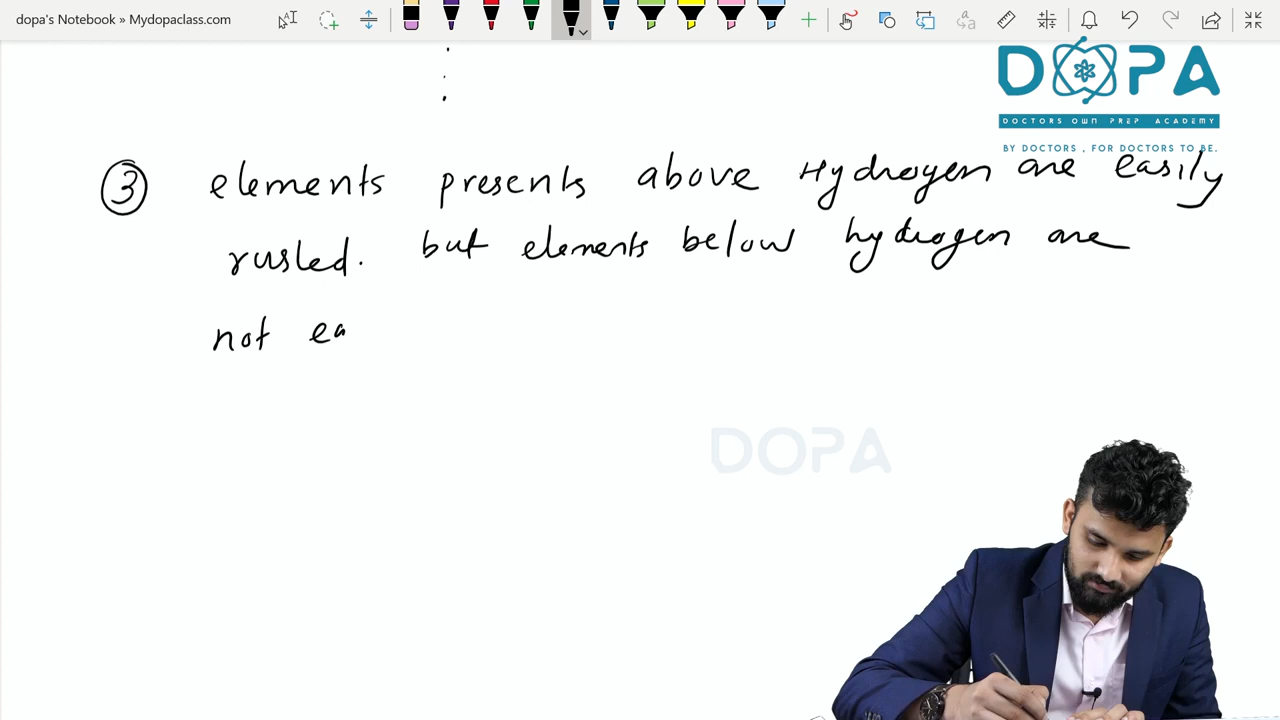 dopa's Notebook » Mydopaclass.com
DOPA
DOCTORS OWN PREP ACADEMY
BY DOCTORS , FOR DOCTORS TO BE.
3 elements presents above Hydrogen are easily
rusled. but elements below hydrogen are
not ea
DOPA